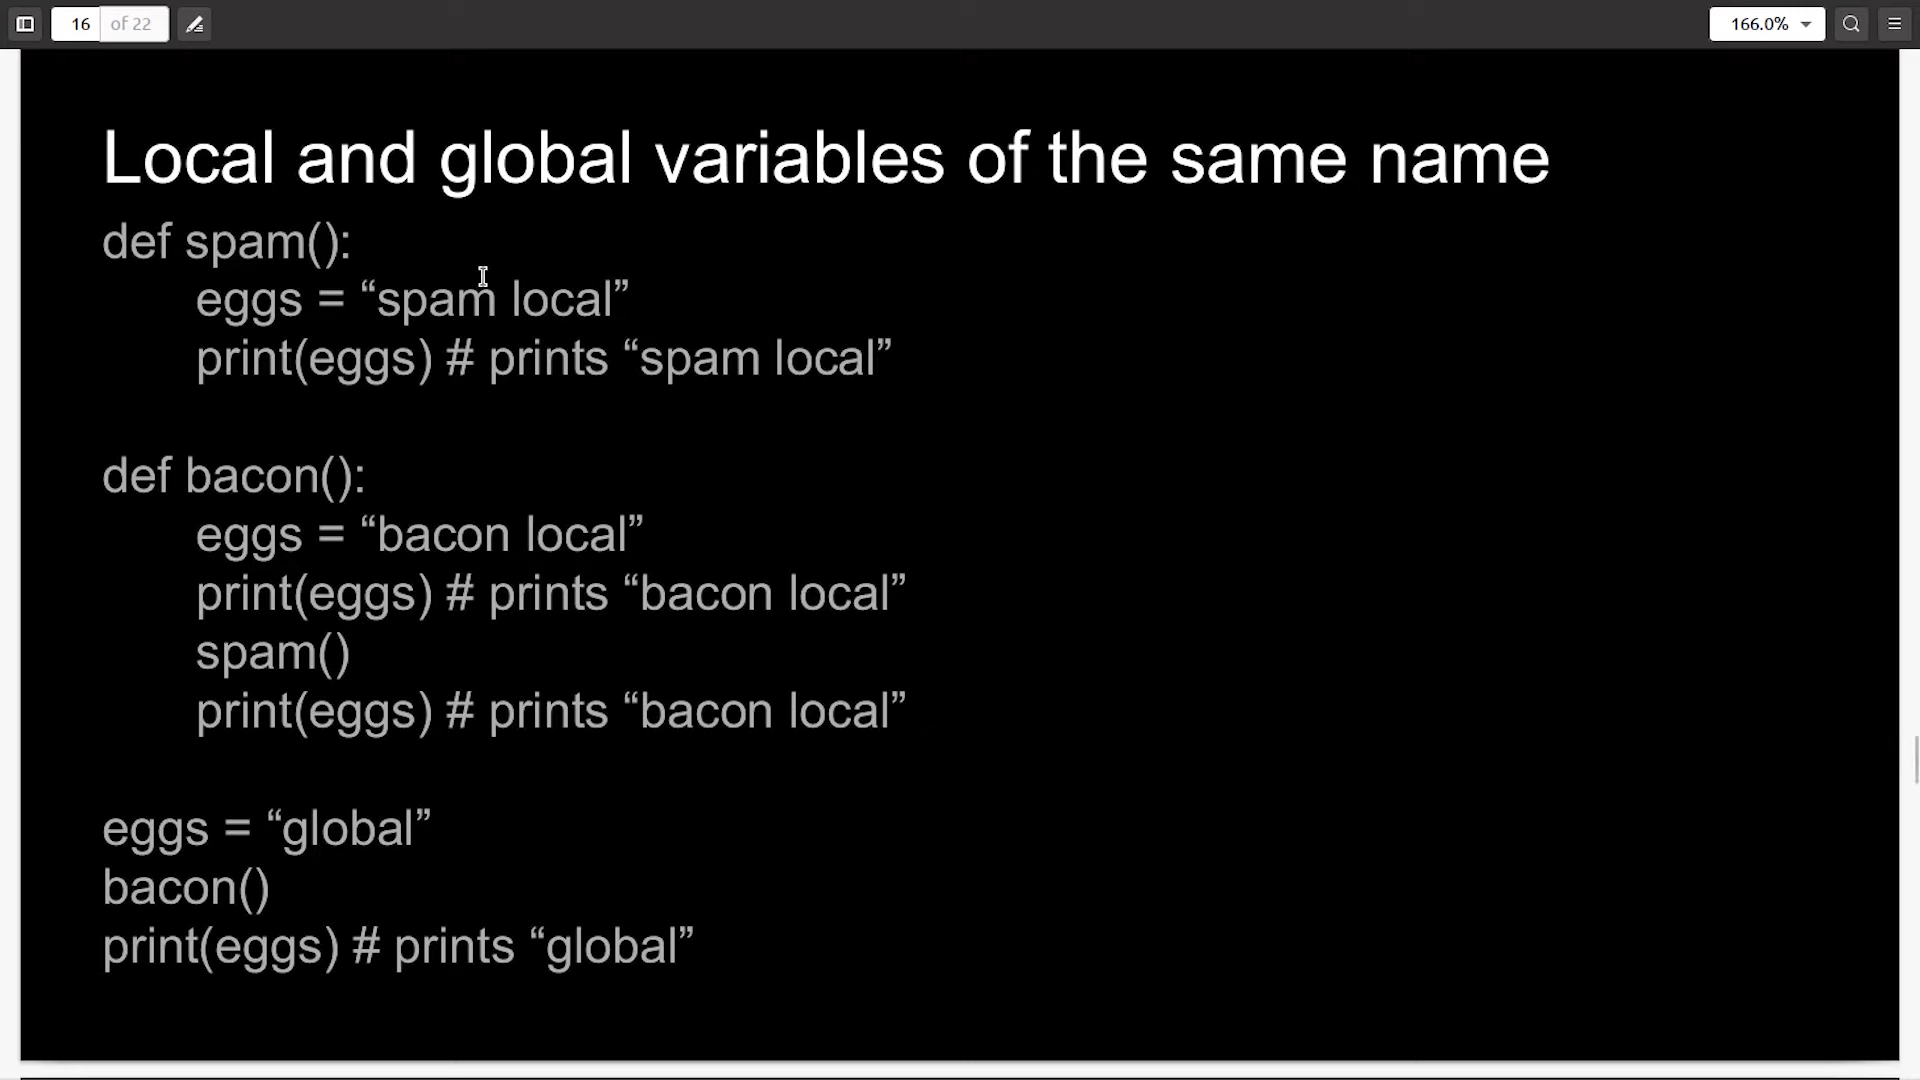 16 of 22
166.0%
Local and global variables of the same name
def spam():
eggs = “spam local”
print(eggs) # prints “spam local”
def bacon():
eggs = “bacon local”
print(eggs) # prints “bacon local”
spam()
print(eggs) # prints “bacon local”
eggs = “global”
bacon()
print(eggs) # prints “global”